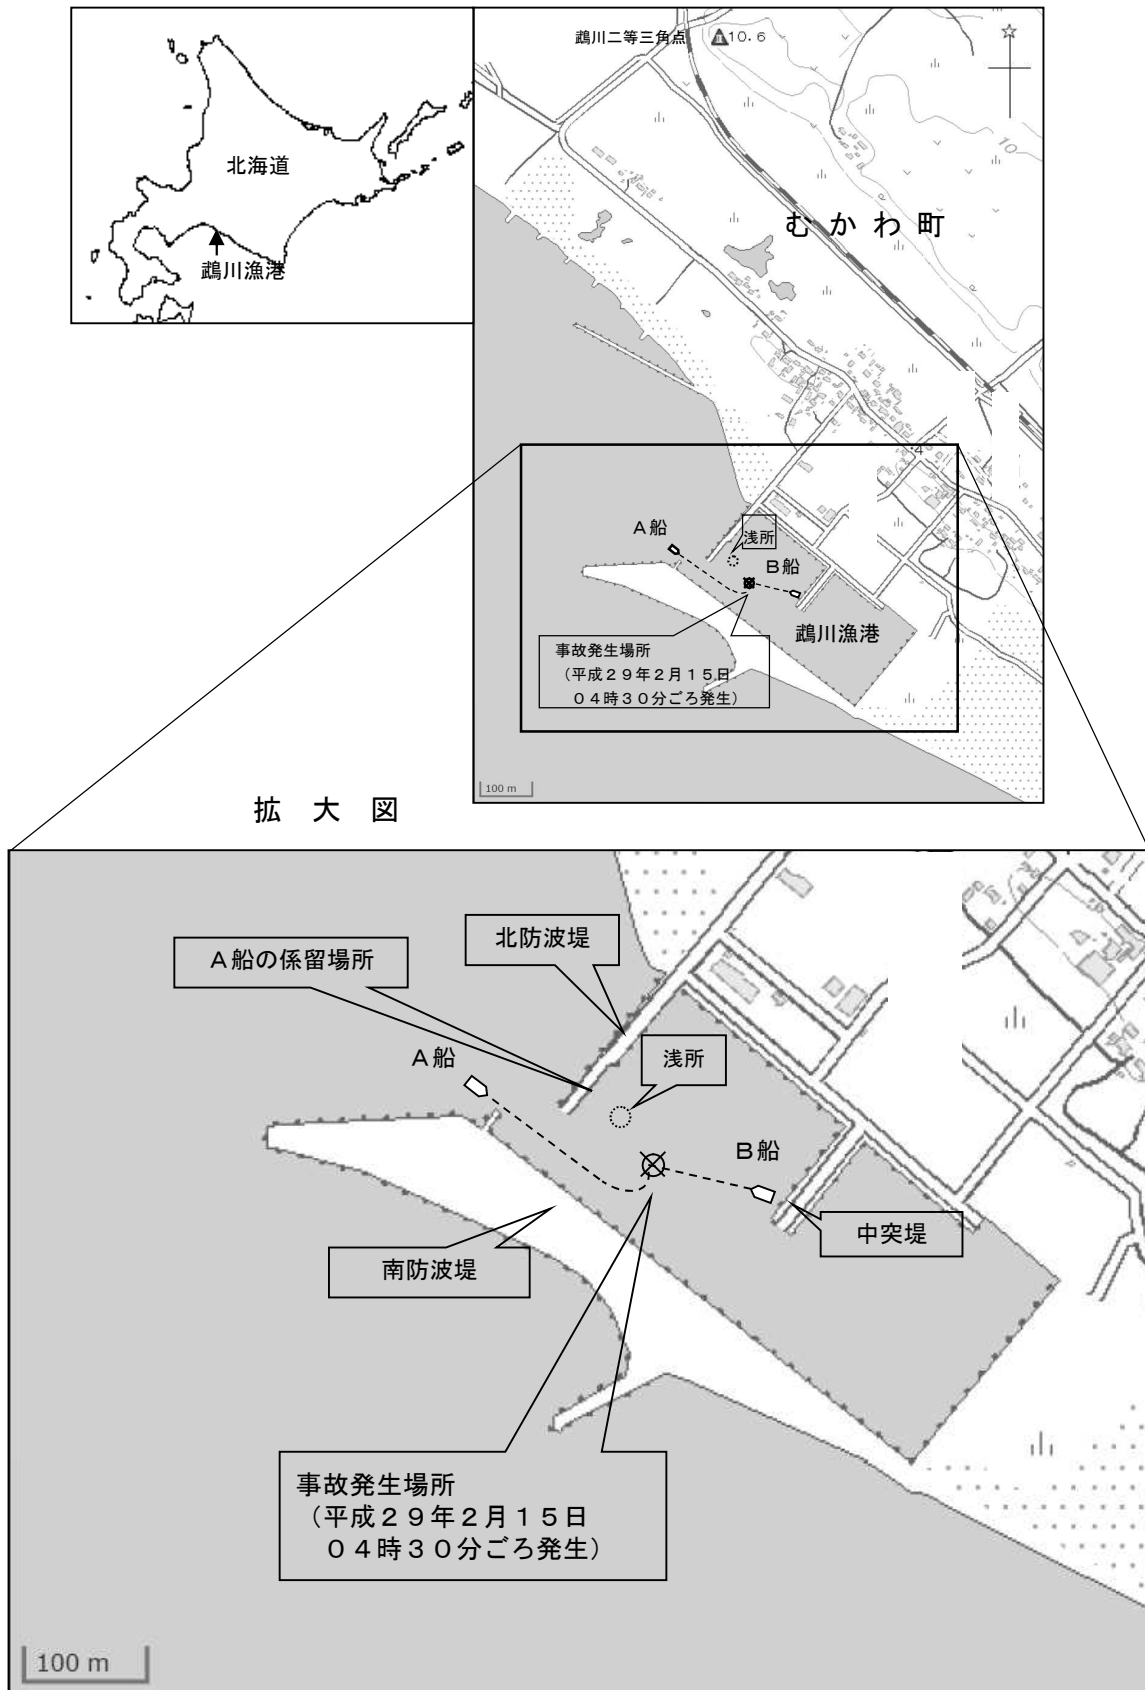 北海道
鵡川漁港
鵡川二等三角点
10.6
10
むかわ町
4
A船
浅所
B船
鵡川漁港
事故発生場所
（平成29年2月15日
04時30分ごろ発生）
100 m
拡大図
A船の係留場所
北防波堤
A船
浅所
B船
中突堤
南防波堤
事故発生場所
（平成29年2月15日
04時30分ごろ発生）
100 m